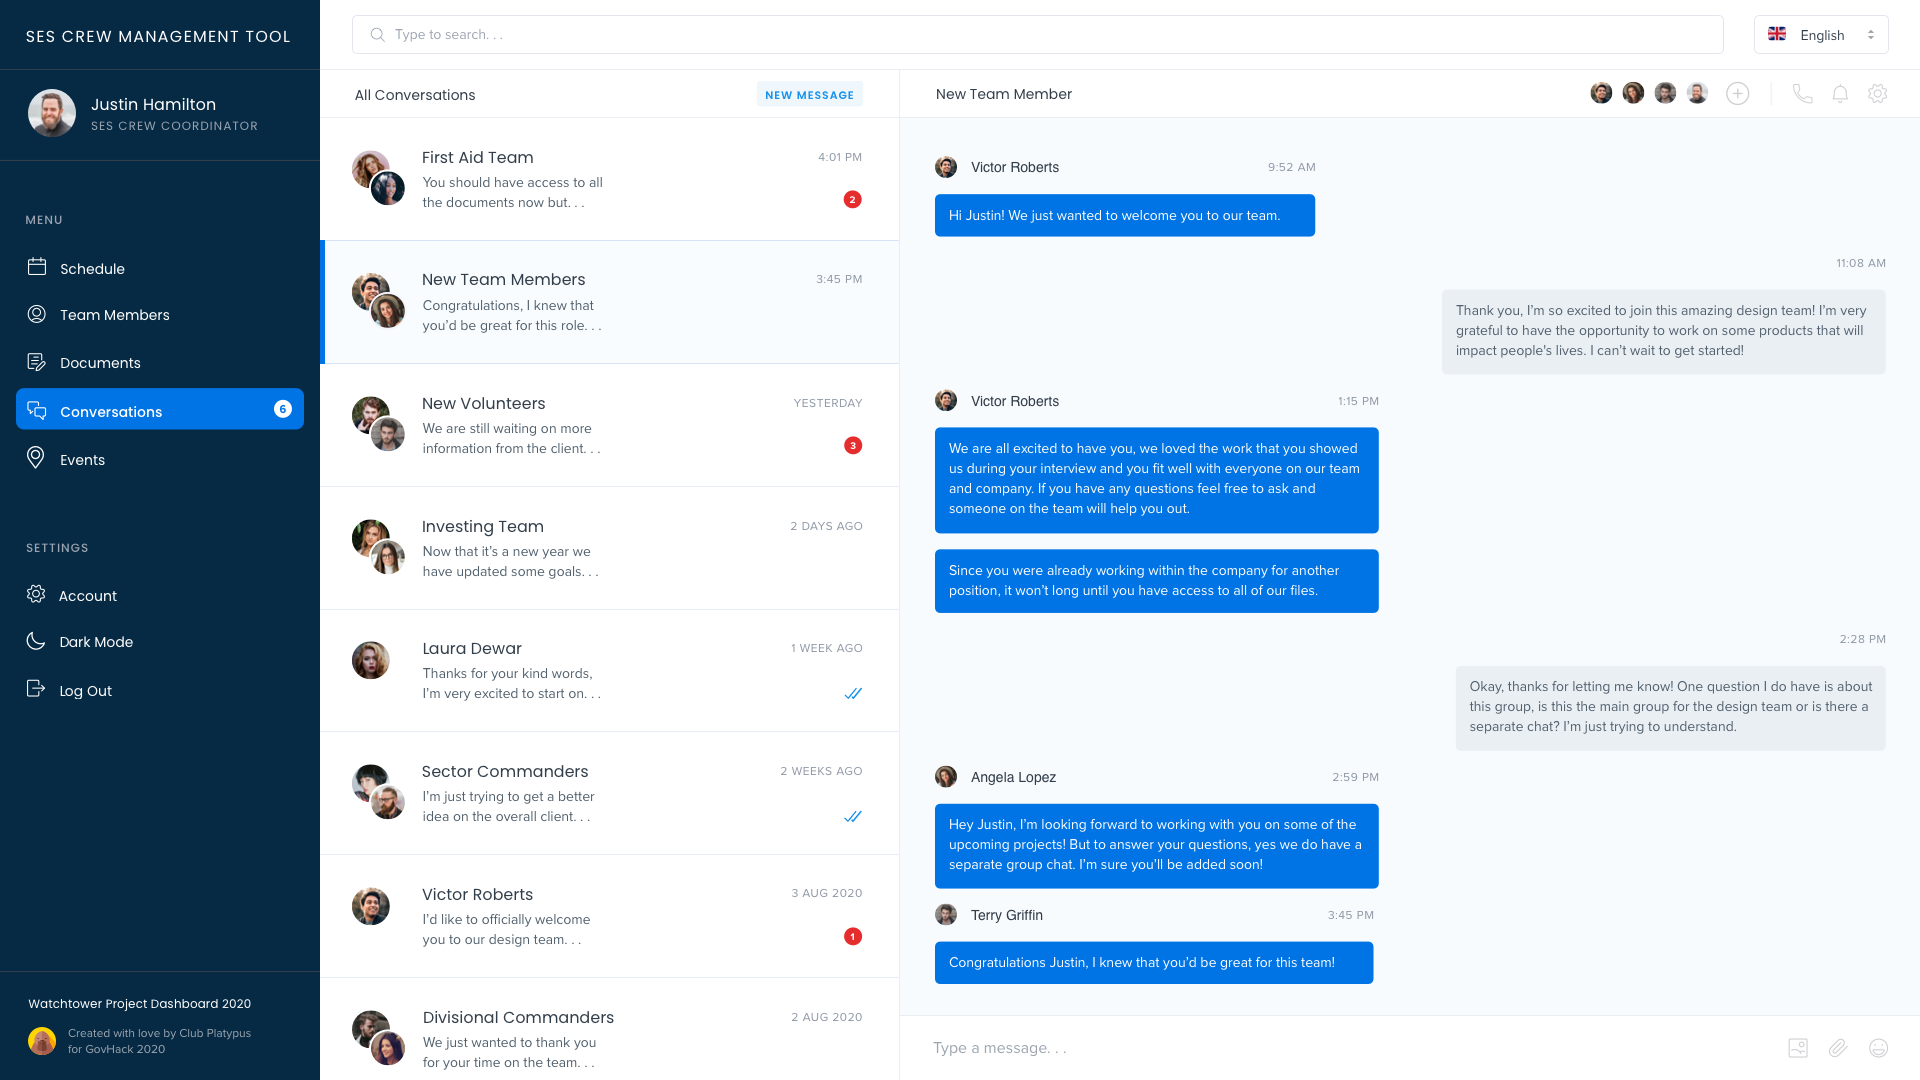 SES CREW MANAGEMENT TOOL
Justin Hamilton
SES CREW COORDINATOR
MENU
Schedule
Team Members
Documents
Conversations
6
Events
SETTINGS
Account
Dark Mode
Log Out
Watchtower Project Dashboard 2020
Created with love by Club Platypus
for GovHack 2020
Type to search. . .
English
All Conversations
NEW MESSAGE
First Aid Team
4:01 PM
You should have access to all
the documents now but. . .
2
New Team Members
3:45 PM
Congratulations, I knew that
you'd be great for this role. . .
New Volunteers
YESTERDAY
We are still waiting on more
information from the client. . .
3
Investing Team
2 DAYS AGO
Now that it's a new year we
have updated some goals. . .
Laura Dewar
1 WEEK AGO
Thanks for your kind words,
I'm very excited to start on. . .
Sector Commanders
2 WEEKS AGO
I'm just trying to get a better
idea on the overall client. . .
Victor Roberts
3 AUG 2020
I'd like to officially welcome
you to our design team. . .
1
Divisional Commanders
2 AUG 2020
We just wanted to thank you
for your time on the team. . .
New Team Member
Victor Roberts
9:52 AM
Hi Justin! We just wanted to welcome you to our team.
11:08 AM
Thank you, I'm so excited to join this amazing design team! I'm very
grateful to have the opportunity to work on some products that will
impact people's lives. I can't wait to get started!
Victor Roberts
1:15 PM
We are all excited to have you, we loved the work that you showed
us during your interview and you fit well with everyone on our team
and company. If you have any questions feel free to ask and
someone on the team will help you out.
Since you were already working within the company for another
position, it won't long until you have access to all of our files.
2:28 PM
Okay, thanks for letting me know! One question I do have is about
this group, is this the main group for the design team or is there a
separate chat? I'm just trying to understand.
Angela Lopez
2:59 PM
Hey Justin, I'm looking forward to working with you on some of the
upcoming projects! But to answer your questions, yes we do have a
separate group chat. I'm sure you'll be added soon!
Terry Griffin
3:45 PM
Congratulations Justin, I knew that you'd be great for this team!
Type a message. . .